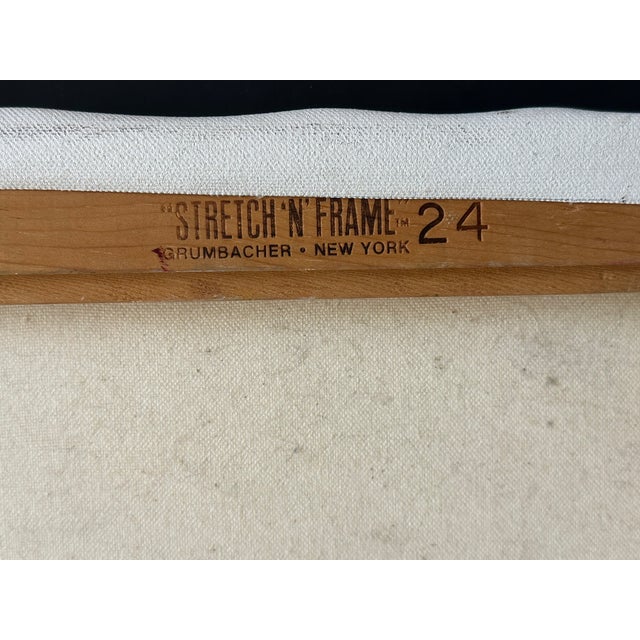 "STRETCH 'N' FRAME"™ 24
GRUMBACHER • NEW YORK